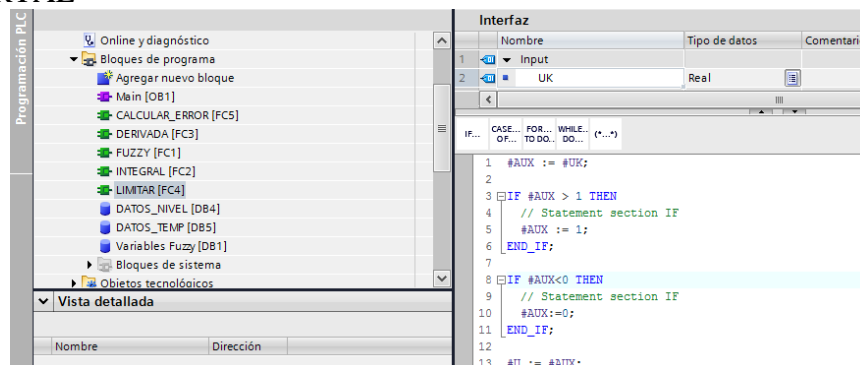 Programación PLC
Online y diagnóstico
Bloques de programa
Agregar nuevo bloque
Main [OB1]
CALCULAR_ERROR [FC5]
DERIVADA [FC3]
FUZZY [FC1]
INTEGRAL [FC2]
LIMITAR [FC4]
DATOS_NIVEL [DB4]
DATOS_TEMP [DB5]
Variables Fuzzy [DB1]
Bloques de sistema
Objetos tecnológicos
Vista detallada
Nombre Dirección
Interfaz
Nombre Tipo de datos Comentari
1 Input
2 UK Real
IF... CASE... OF... FOR... TO DO.. WHILE.. DO... (*...*)
1 #AUX := #UK;
2
3 IF #AUX > 1 THEN
4 // Statement section IF
5 #AUX := 1;
6 END_IF;
7
8 IF #AUX<0 THEN
9 // Statement section IF
10 #AUX:=0;
11 END_IF;
12
13 #U := #AUX;